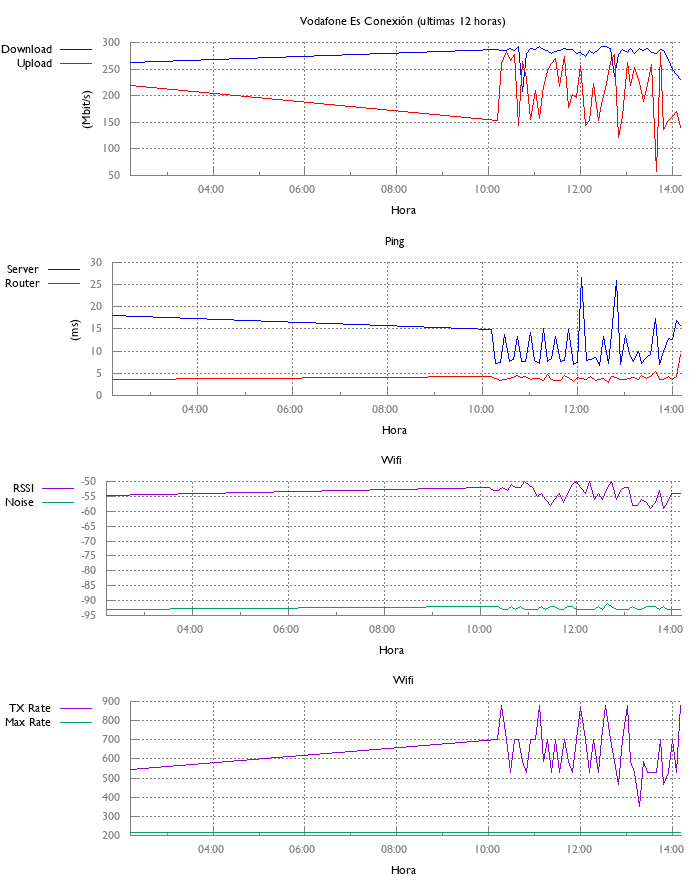 Vodafone Es Conexión (ultimas 12 horas)
Download
Upload
(Mbit/s)
300
250
200
150
100
50
04:00 06:00 08:00 10:00 12:00 14:00
Hora
Ping
Server
Router
(ms)
30
25
20
15
10
5
0
04:00 06:00 08:00 10:00 12:00 14:00
Hora
Wifi
RSSI
Noise
-50
-55
-60
-65
-70
-75
-80
-85
-90
-95
04:00 06:00 08:00 10:00 12:00 14:00
Hora
Wifi
TX Rate
Max Rate
900
800
700
600
500
400
300
200
04:00 06:00 08:00 10:00 12:00 14:00
Hora